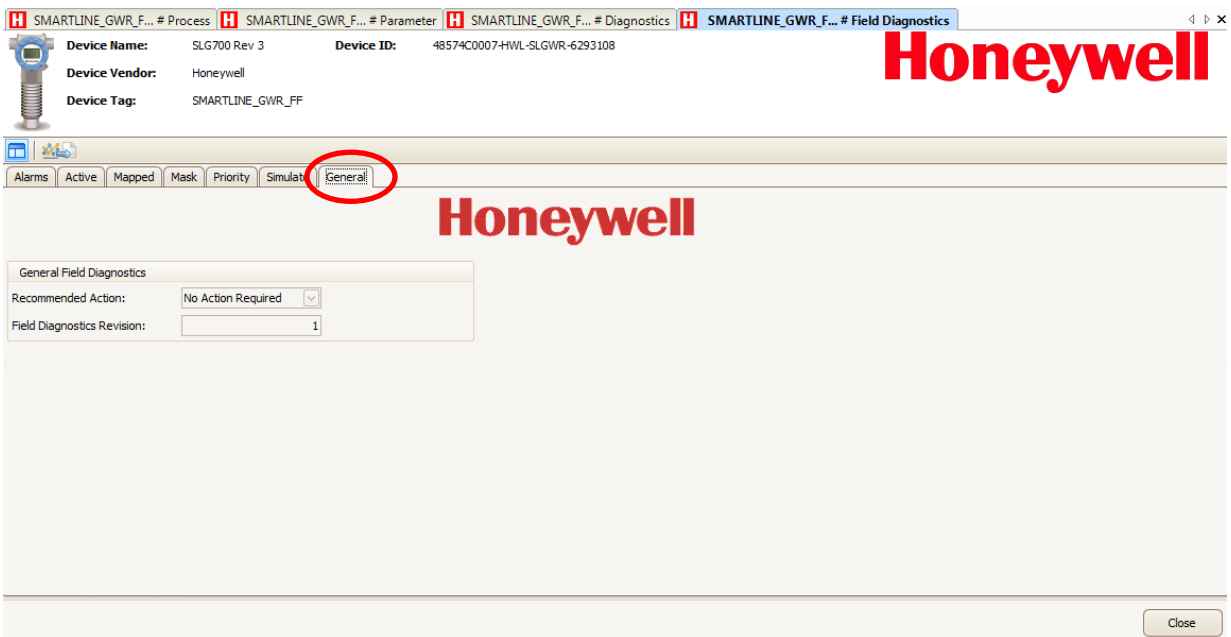 SMARTLINE_GWR_F... # Process SMARTLINE_GWR_F... # Parameter SMARTLINE_GWR_F... # Diagnostics SMARTLINE_GWR_F... # Field Diagnostics
Device Name: SLG700 Rev 3 Device ID: 48574C0007-HWL-SLGWR-6293108
Honeywell
Device Vendor: Honeywell
Device Tag: SMARTLINE_GWR_FF
Alarms Active Mapped Mask Priority Simulate General
Honeywell
General Field Diagnostics
Recommended Action: No Action Required
Field Diagnostics Revision: 1
Close